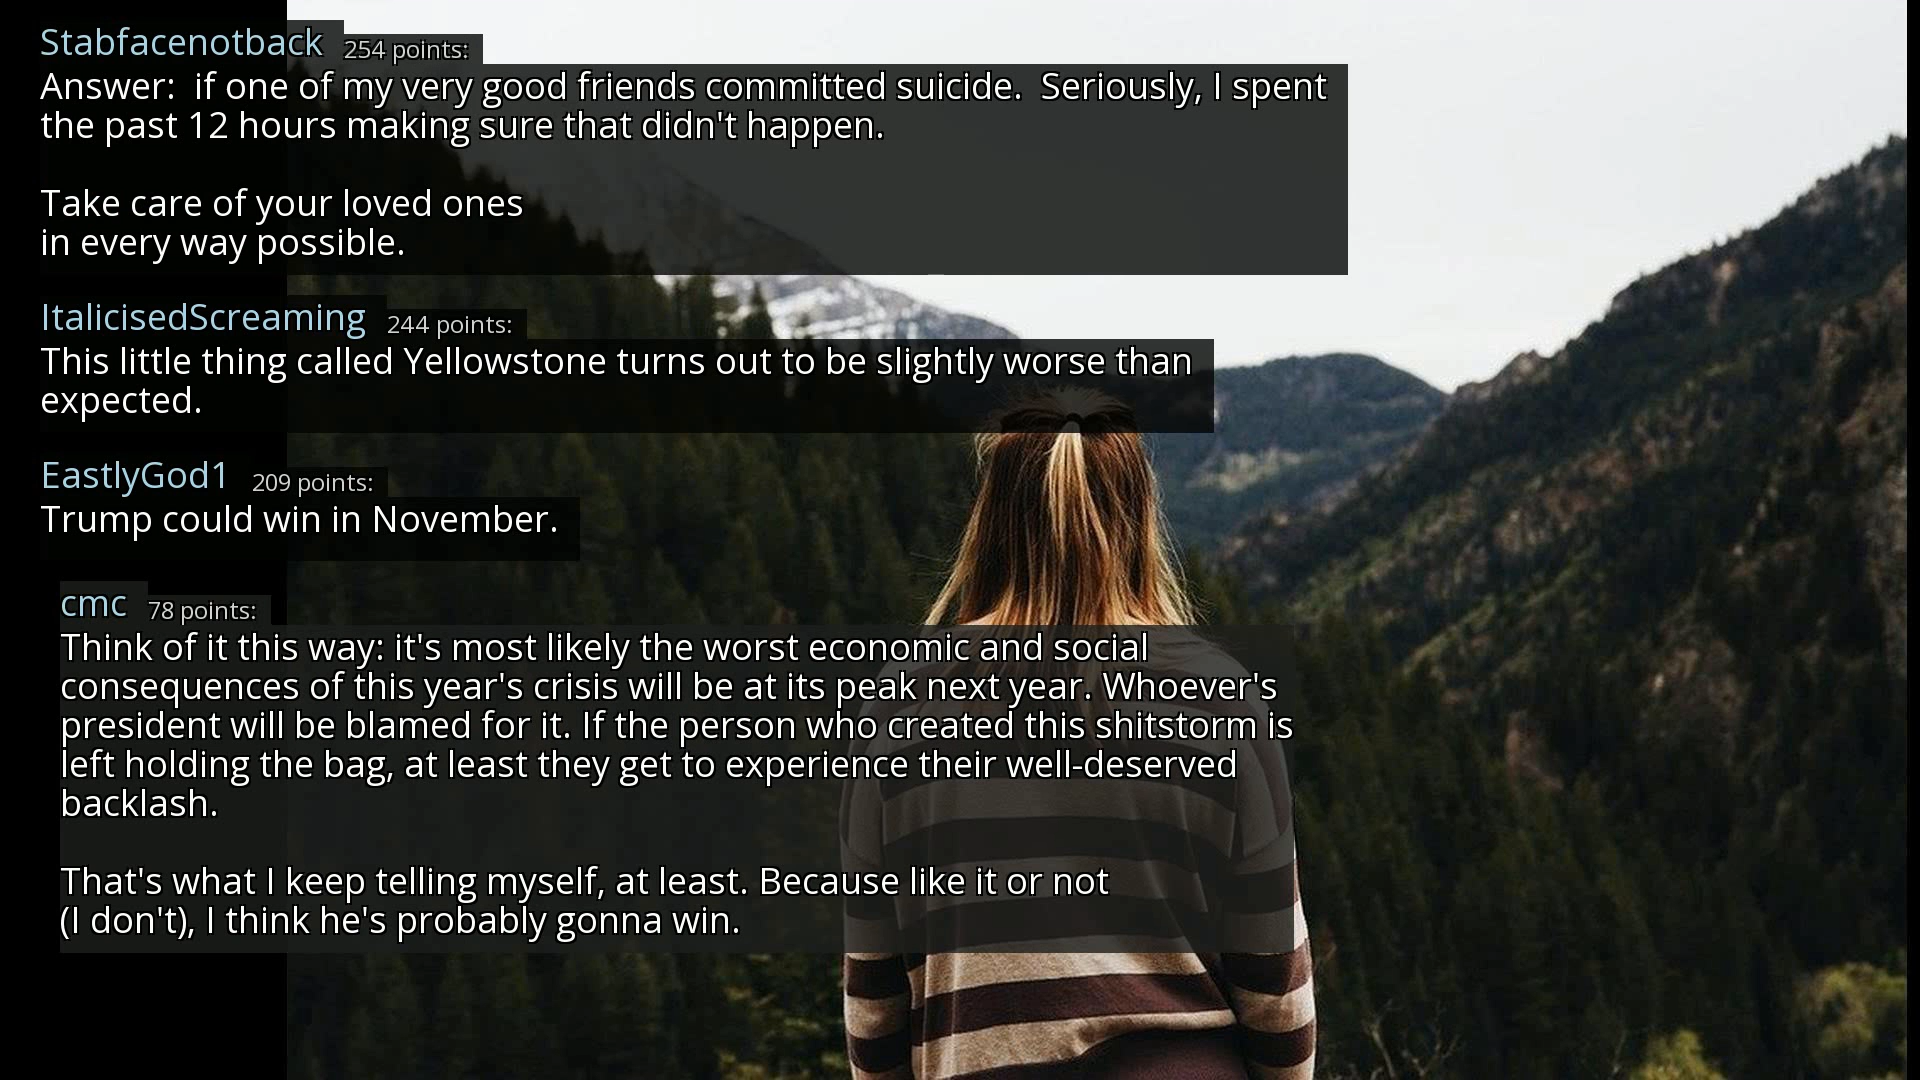 Stabfacenotback 254 points:
Answer:  if one of my very good friends committed suicide.  Seriously, I spent
the past 12 hours making sure that didn't happen.
Take care of your loved ones
in every way possible.
ItalicisedScreaming 244 points:
This little thing called Yellowstone turns out to be slightly worse than
expected.
EastlyGod1 209 points:
Trump could win in November.
cmc 78 points:
Think of it this way: it's most likely the worst economic and social
consequences of this year's crisis will be at its peak next year. Whoever's
president will be blamed for it. If the person who created this shitstorm is
left holding the bag, at least they get to experience their well-deserved
backlash.
That's what I keep telling myself, at least. Because like it or not
(I don't), I think he's probably gonna win.